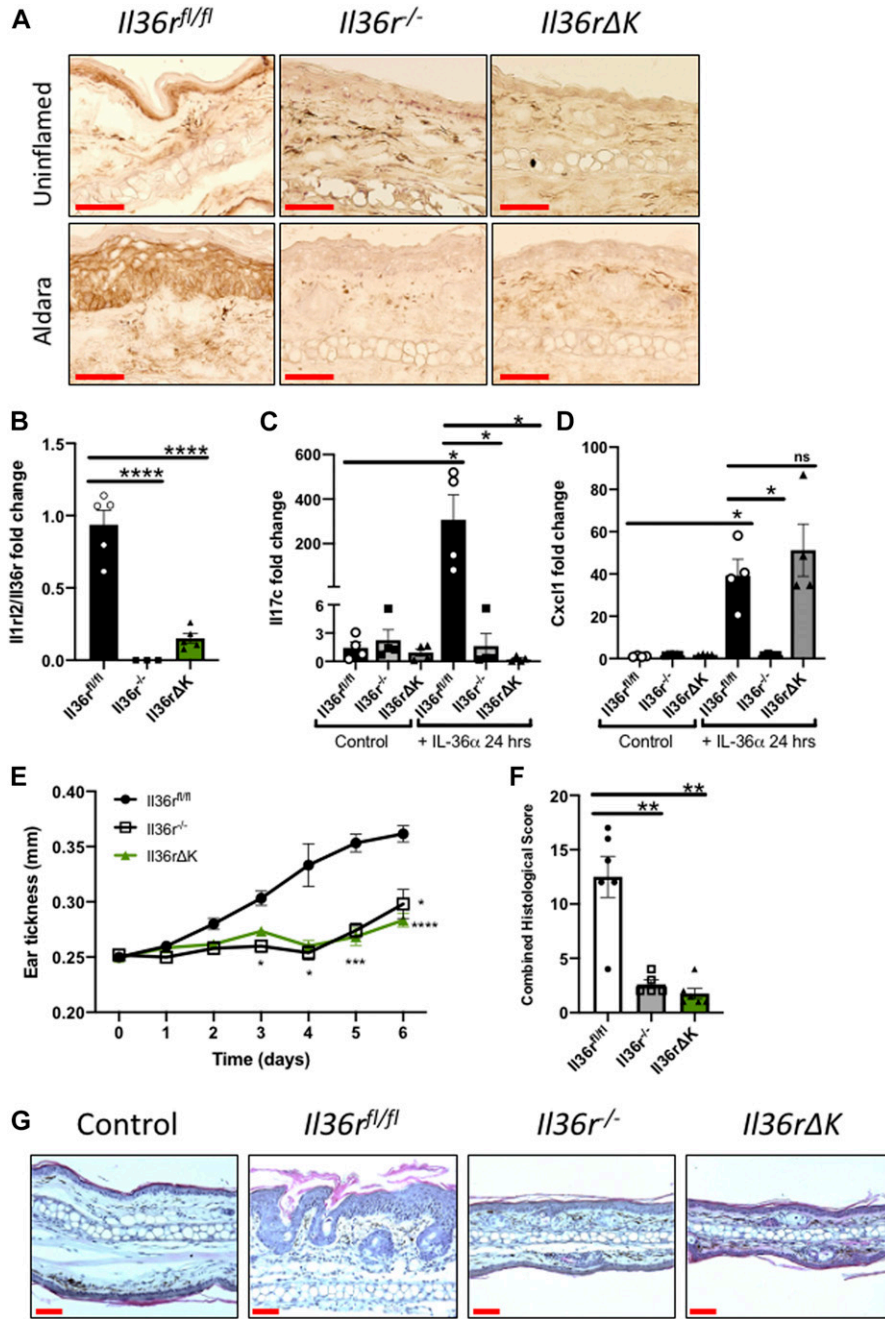 A
Il36rfl/fl
Il36r-/-
Il36rΔK
Uninflamed
Aldara
B
Il1rl2/Il36r fold change
1.5
1.0
0.5
0.0
****
****
Il36rfl/fl
Il36r-/-
Il36rΔK
C
Il17c fold change
600
400
200
6
3
0
*
*
*
Il36rfl/fl
Il36r-/-
Il36rΔK
Il36rfl/fl
Il36r-/-
Il36rΔK
Control
+ IL-36α 24 hrs
D
Cxcl1 fold change
100
80
60
40
20
0
ns
*
*
Il36rfl/fl
Il36r-/-
Il36rΔK
Il36rfl/fl
Il36r-/-
Il36rΔK
Control
+ IL-36α 24 hrs
E
Ear tickness (mm)
0.40
0.35
0.30
0.25
0.20
Il36rfl/fl
Il36r-/-
Il36rΔK
*
*
***
*
****
0 1 2 3 4 5 6
Time (days)
F
Combined Histological Score
20
15
10
5
0
**
**
Il36rfl/fl
Il36r-/-
Il36rΔK
G
Control
Il36rfl/fl
Il36r-/-
Il36rΔK